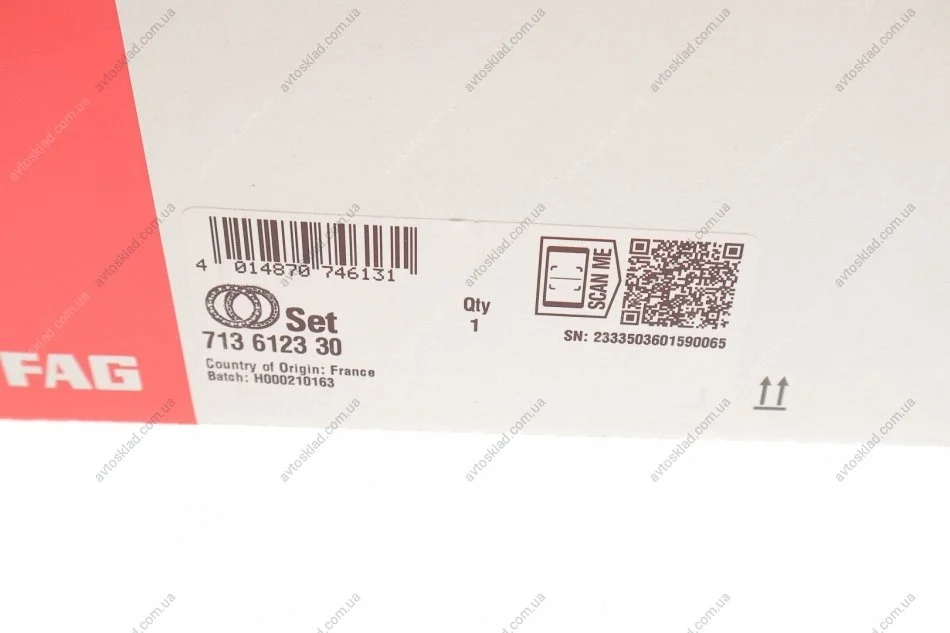 4 014870 746131
Set
713 6123 30
Country of Origin: France
Batch: H000210163
Qty
1
SCAN ME
SN: 2333503601590065
FAG
avtosklad.com.ua